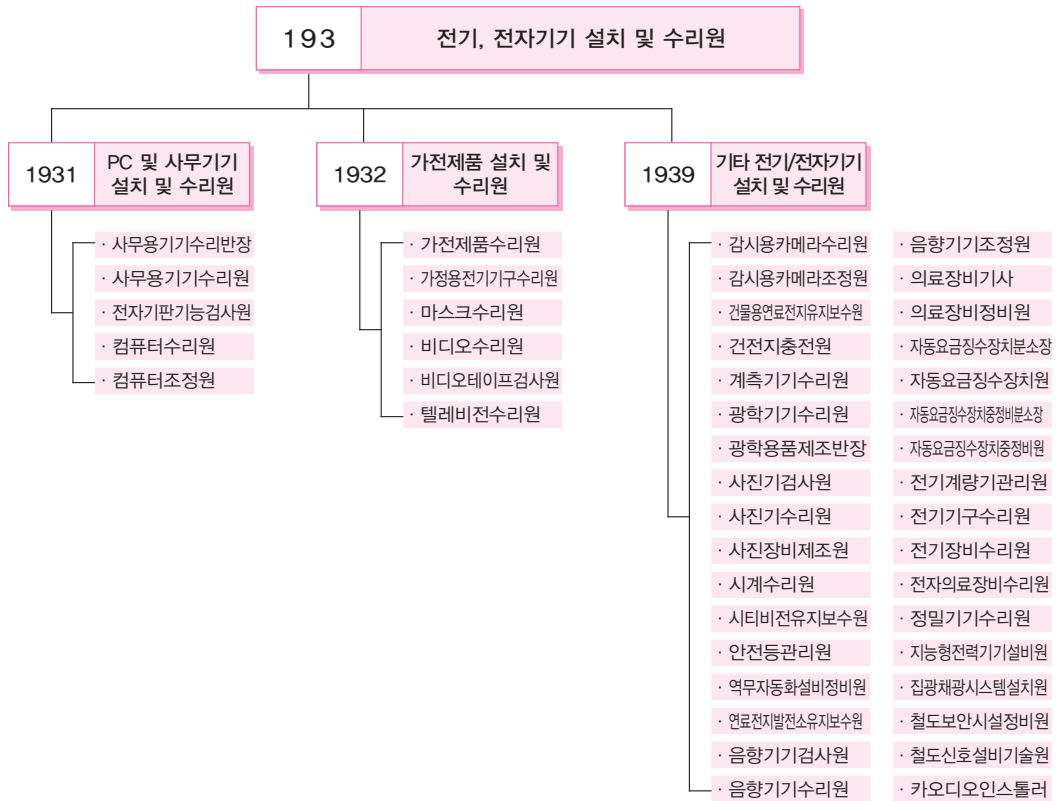 193 전기, 전자기기 설치 및 수리원
1931 PC 및 사무기기
설치 및 수리원
· 사무용기기수리반장
· 사무용기기수리원
· 전자기판기능검사원
· 컴퓨터수리원
· 컴퓨터조정원
1932 가전제품 설치 및
수리원
· 가전제품수리원
· 가정용전기기구수리원
· 마스크수리원
· 비디오수리원
· 비디오테이프검사원
· 텔레비전수리원
1939 기타 전기/전자기기
설치 및 수리원
· 감시용카메라수리원
· 감시용카메라조정원
· 건물용연료전지유지보수원
· 건전지충전원
· 계측기기수리원
· 광학기기수리원
· 광학용품제조반장
· 사진기검사원
· 사진기수리원
· 사진장비제조원
· 시계수리원
· 시티비전유지보수원
· 안전등관리원
· 역무자동화설비정비원
· 연료전지발전소유지보수원
· 음향기기검사원
· 음향기기수리원
· 음향기기조정원
· 의료장비기사
· 의료장비정비원
· 자동요금징수장치분소장
· 자동요금징수장치원
· 자동요금징수장치중정비분소장
· 자동요금징수장치중정비원
· 전기계량기관리원
· 전기기구수리원
· 전기장비수리원
· 전자의료장비수리원
· 정밀기기수리원
· 지능형전력기기설비원
· 집광채광시스템설치원
· 철도보안시설정비원
· 철도신호설비기술원
· 카오디오인스톨러